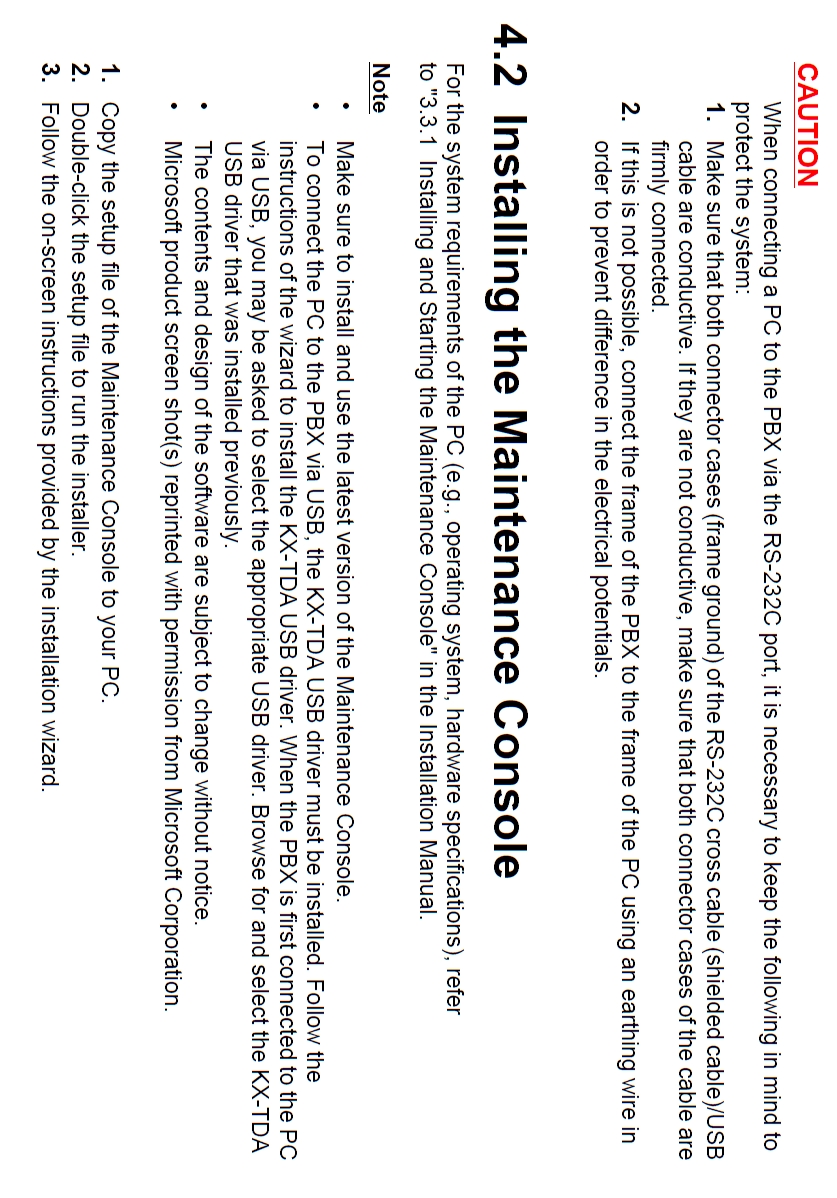 CAUTION
When connecting a PC to the PBX via the RS-232C port, it is necessary to keep the following in mind to
protect the system:
1. Make sure that both connector cases (frame ground) of the RS-232C cross cable (shielded cable)/USB
cable are conductive. If they are not conductive, make sure that both connector cases of the cable are
firmly connected.
2. If this is not possible, connect the frame of the PBX to the frame of the PC using an earthing wire in
order to prevent difference in the electrical potentials.
4.2 Installing the Maintenance Console
For the system requirements of the PC (e.g., operating system, hardware specifications), refer
to "3.3.1 Installing and Starting the Maintenance Console" in the Installation Manual.
Note
• Make sure to install and use the latest version of the Maintenance Console.
• To connect the PC to the PBX via USB, the KX-TDA USB driver must be installed. Follow the
instructions of the wizard to install the KX-TDA USB driver. When the PBX is first connected to the PC
via USB, you may be asked to select the appropriate USB driver. Browse for and select the KX-TDA
USB driver that was installed previously.
• The contents and design of the software are subject to change without notice.
• Microsoft product screen shot(s) reprinted with permission from Microsoft Corporation.
1. Copy the setup file of the Maintenance Console to your PC.
2. Double-click the setup file to run the installer.
3. Follow the on-screen instructions provided by the installation wizard.